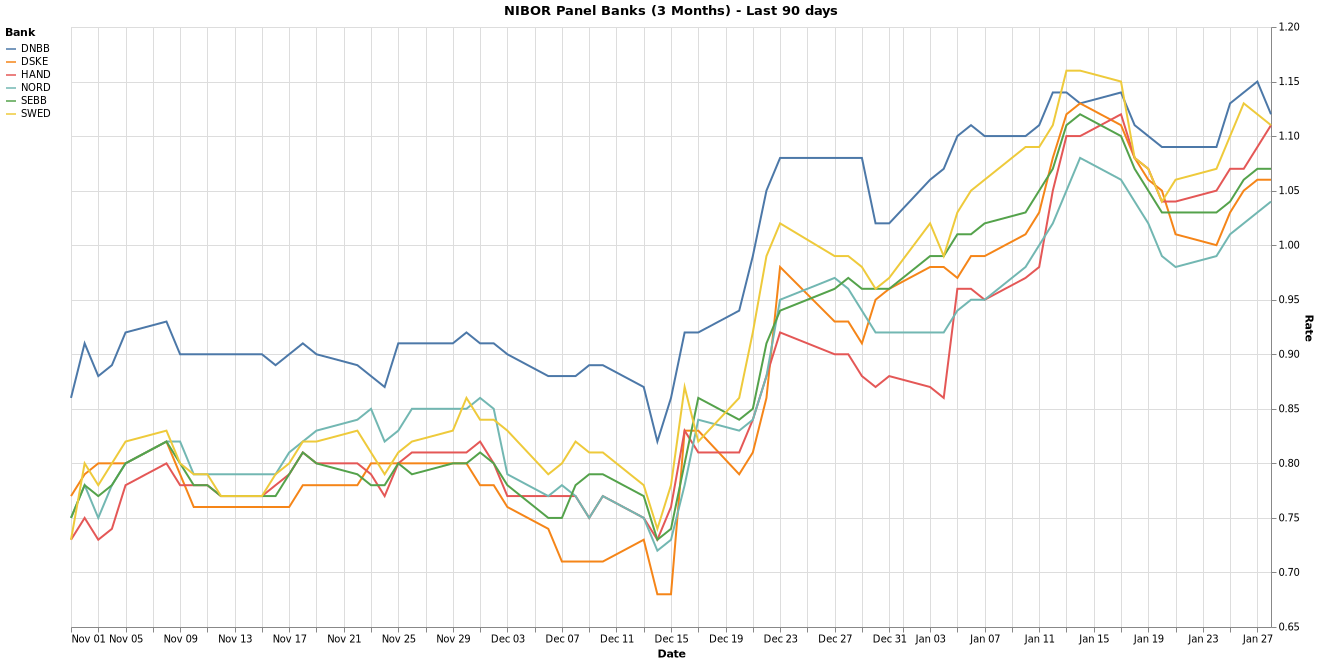 NIBOR Panel Banks (3 Months) - Last 90 days
Bank
DNBB
DSKE
HAND
NORD
SEBB
SWED
1.20
1.15
1.10
1.05
1.00
0.95
0.90
0.85
0.80
0.75
0.70
0.65
Rate
Nov 01 Nov 05 Nov 09 Nov 13 Nov 17 Nov 21 Nov 25 Nov 29 Dec 03 Dec 07 Dec 11 Dec 15 Dec 19 Dec 23 Dec 27 Dec 31 Jan 03 Jan 07 Jan 11 Jan 15 Jan 19 Jan 23 Jan 27
Date